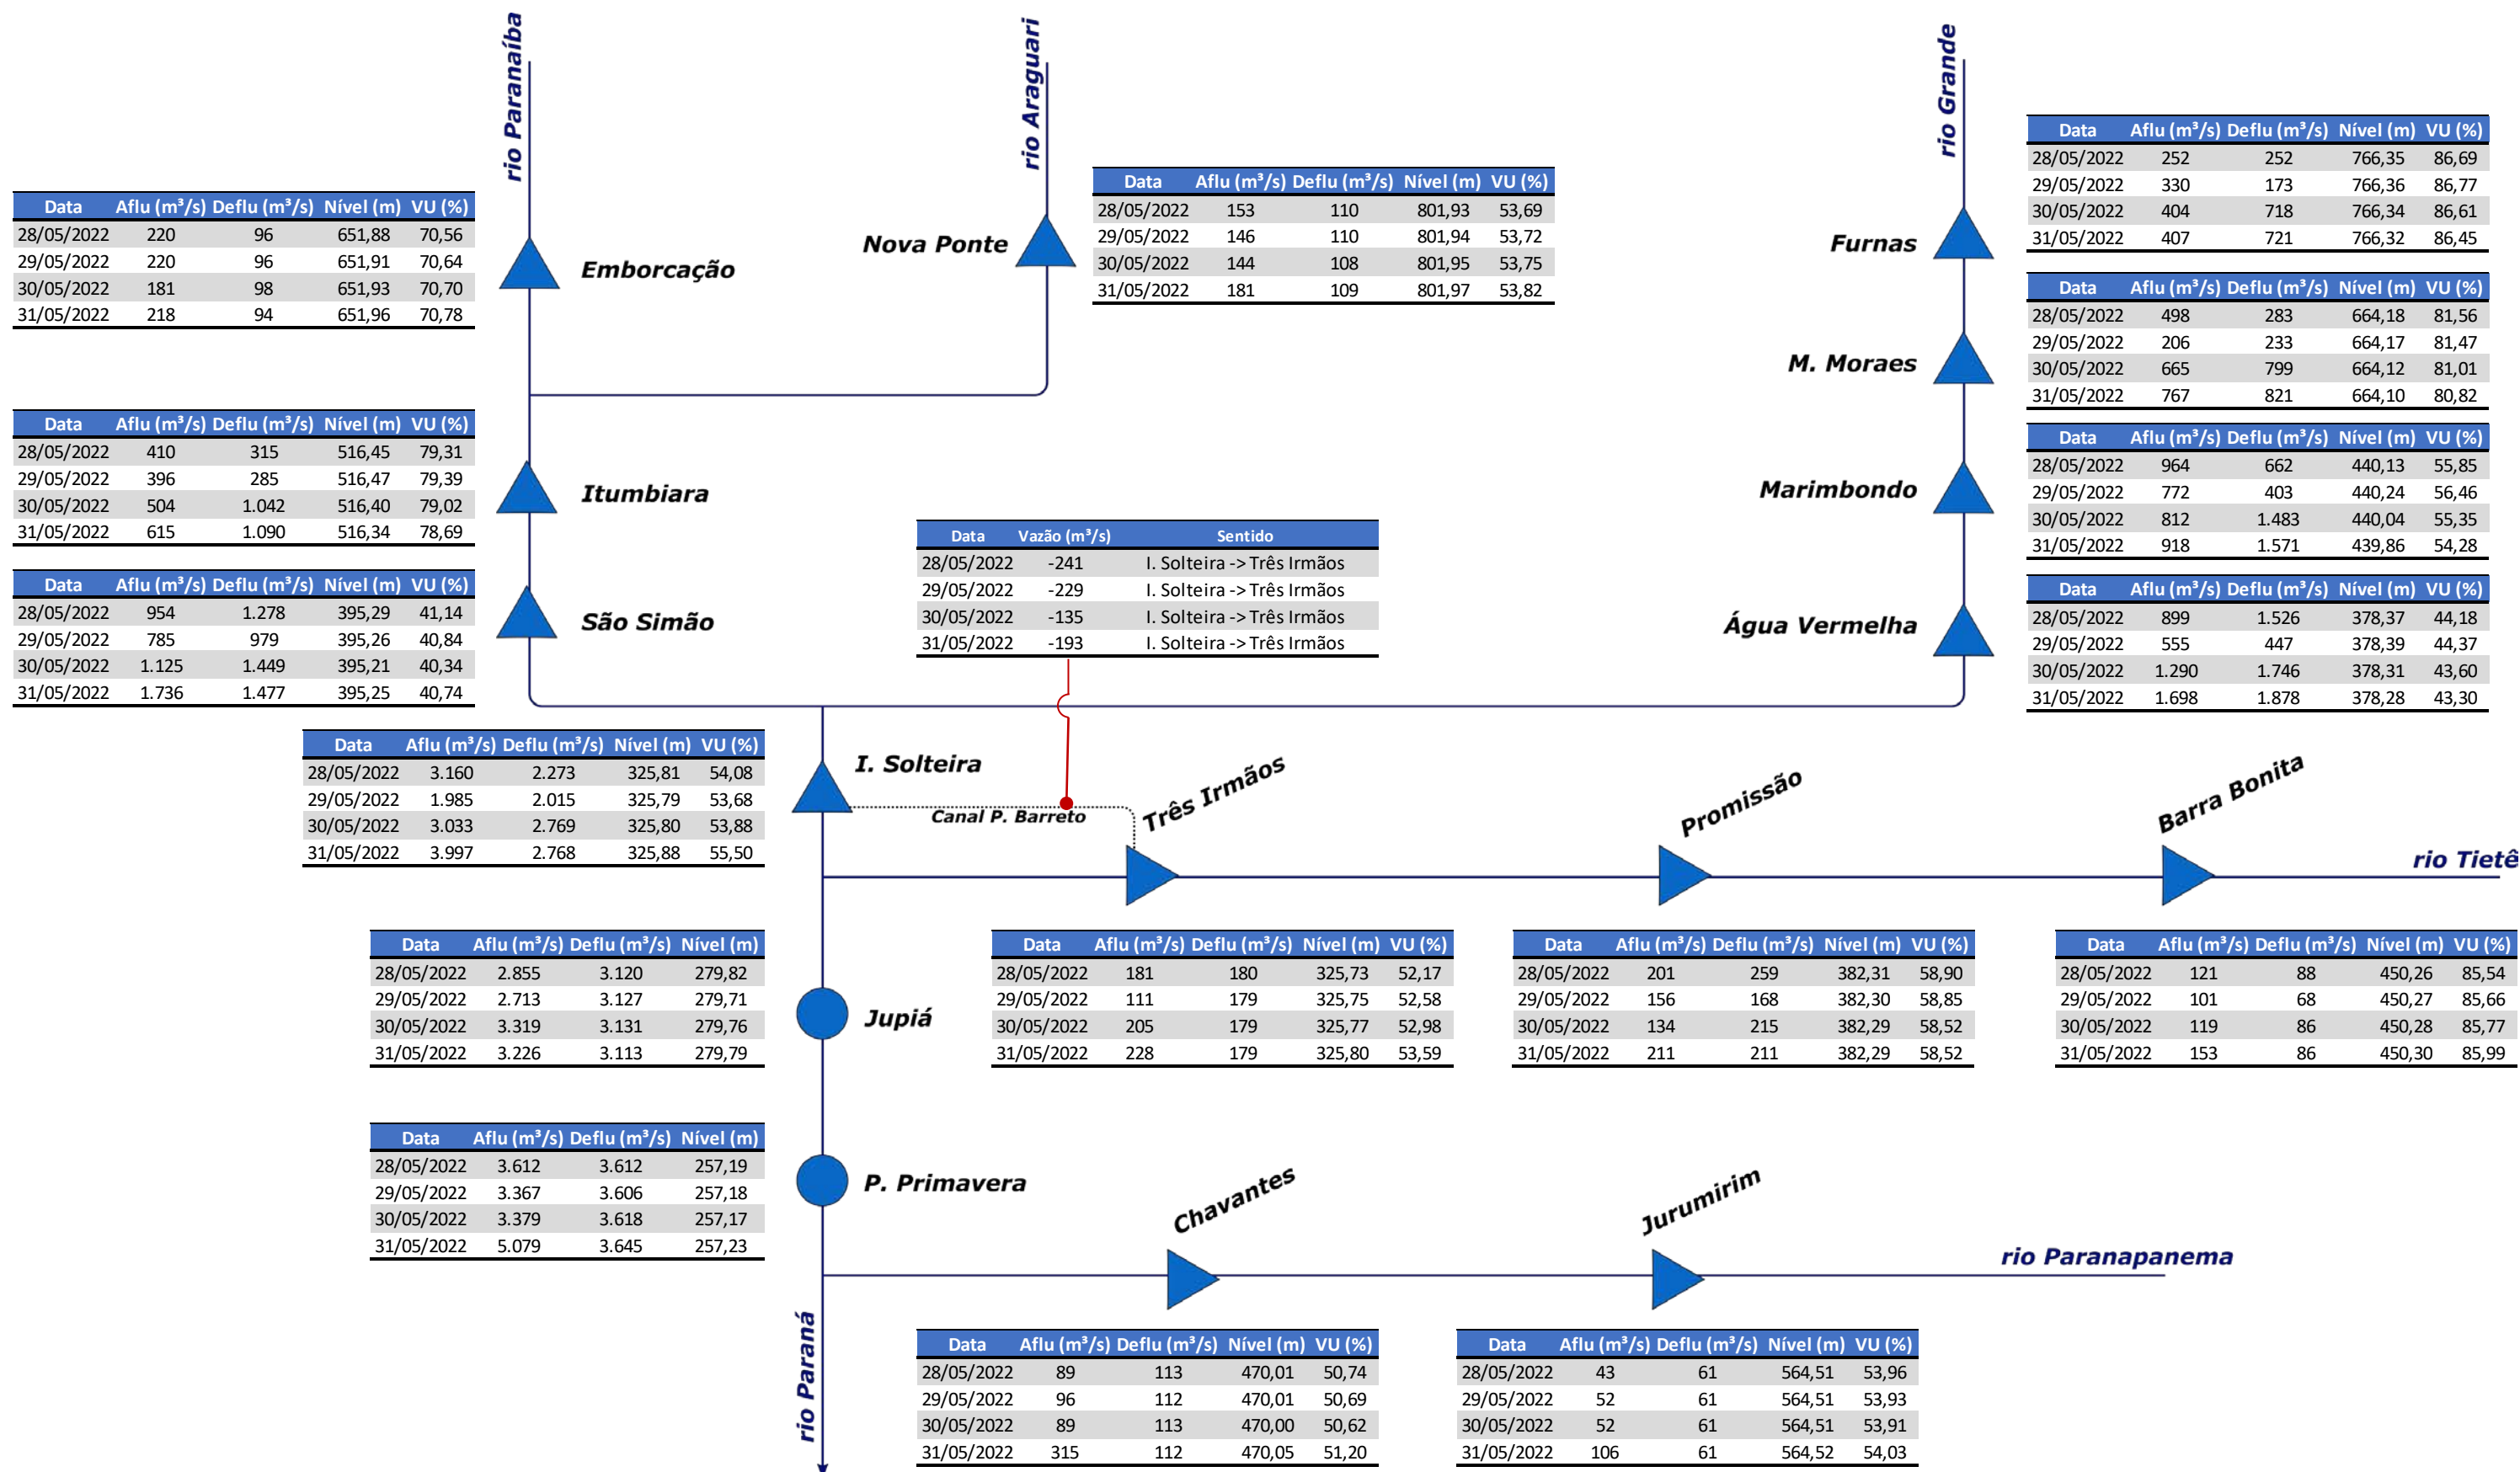 rio Paranaíba
rio Araguari
rio Grande
Data Aflu (m³/s) Deflu (m³/s) Nível (m) VU (%)
28/05/2022 252 252 766,35 86,69
29/05/2022 330 173 766,36 86,77
30/05/2022 404 718 766,34 86,61
31/05/2022 407 721 766,32 86,45
Data Aflu (m³/s) Deflu (m³/s) Nível (m) VU (%)
28/05/2022 153 110 801,93 53,69
29/05/2022 146 110 801,94 53,72
30/05/2022 144 108 801,95 53,75
31/05/2022 181 109 801,97 53,82
Data Aflu (m³/s) Deflu (m³/s) Nível (m) VU (%)
28/05/2022 220 96 651,88 70,56
29/05/2022 220 96 651,91 70,64
30/05/2022 181 98 651,93 70,70
31/05/2022 218 94 651,96 70,78
Emborcação
Nova Ponte
Furnas
Data Aflu (m³/s) Deflu (m³/s) Nível (m) VU (%)
28/05/2022 498 283 664,18 81,56
29/05/2022 206 233 664,17 81,47
30/05/2022 665 799 664,12 81,01
31/05/2022 767 821 664,10 80,82
M. Moraes
Data Aflu (m³/s) Deflu (m³/s) Nível (m) VU (%)
28/05/2022 410 315 516,45 79,31
29/05/2022 396 285 516,47 79,39
30/05/2022 504 1.042 516,40 79,02
31/05/2022 615 1.090 516,34 78,69
Itumbiara
Marimbondo
Data Aflu (m³/s) Deflu (m³/s) Nível (m) VU (%)
28/05/2022 964 662 440,13 55,85
29/05/2022 772 403 440,24 56,46
30/05/2022 812 1.483 440,04 55,35
31/05/2022 918 1.571 439,86 54,28
Data Vazão (m³/s) Sentido
28/05/2022 -241 I. Solteira -> Três Irmãos
29/05/2022 -229 I. Solteira -> Três Irmãos
30/05/2022 -135 I. Solteira -> Três Irmãos
31/05/2022 -193 I. Solteira -> Três Irmãos
Data Aflu (m³/s) Deflu (m³/s) Nível (m) VU (%)
28/05/2022 954 1.278 395,29 41,14
29/05/2022 785 979 395,26 40,84
30/05/2022 1.125 1.449 395,21 40,34
31/05/2022 1.736 1.477 395,25 40,74
São Simão
Água Vermelha
Data Aflu (m³/s) Deflu (m³/s) Nível (m) VU (%)
28/05/2022 899 1.526 378,37 44,18
29/05/2022 555 447 378,39 44,37
30/05/2022 1.290 1.746 378,31 43,60
31/05/2022 1.698 1.878 378,28 43,30
Data Aflu (m³/s) Deflu (m³/s) Nível (m) VU (%)
28/05/2022 3.160 2.273 325,81 54,08
29/05/2022 1.985 2.015 325,79 53,68
30/05/2022 3.033 2.769 325,80 53,88
31/05/2022 3.997 2.768 325,88 55,50
I. Solteira
Canal P. Barreto
Três Irmãos
Promissão
Barra Bonita
rio Tietê
Data Aflu (m³/s) Deflu (m³/s) Nível (m)
28/05/2022 2.855 3.120 279,82
29/05/2022 2.713 3.127 279,71
30/05/2022 3.319 3.131 279,76
31/05/2022 3.226 3.113 279,79
Jupiá
Data Aflu (m³/s) Deflu (m³/s) Nível (m) VU (%)
28/05/2022 181 180 325,73 52,17
29/05/2022 111 179 325,75 52,58
30/05/2022 205 179 325,77 52,98
31/05/2022 228 179 325,80 53,59
Data Aflu (m³/s) Deflu (m³/s) Nível (m) VU (%)
28/05/2022 201 259 382,31 58,90
29/05/2022 156 168 382,30 58,85
30/05/2022 134 215 382,29 58,52
31/05/2022 211 211 382,29 58,52
Data Aflu (m³/s) Deflu (m³/s) Nível (m) VU (%)
28/05/2022 121 88 450,26 85,54
29/05/2022 101 68 450,27 85,66
30/05/2022 119 86 450,28 85,77
31/05/2022 153 86 450,30 85,99
Data Aflu (m³/s) Deflu (m³/s) Nível (m)
28/05/2022 3.612 3.612 257,19
29/05/2022 3.367 3.606 257,18
30/05/2022 3.379 3.618 257,17
31/05/2022 5.079 3.645 257,23
P. Primavera
Chavantes
Jurumirim
rio Paranapanema
rio Paraná
Data Aflu (m³/s) Deflu (m³/s) Nível (m) VU (%)
28/05/2022 89 113 470,01 50,74
29/05/2022 96 112 470,01 50,69
30/05/2022 89 113 470,00 50,62
31/05/2022 315 112 470,05 51,20
Data Aflu (m³/s) Deflu (m³/s) Nível (m) VU (%)
28/05/2022 43 61 564,51 53,96
29/05/2022 52 61 564,51 53,93
30/05/2022 52 61 564,51 53,91
31/05/2022 106 61 564,52 54,03